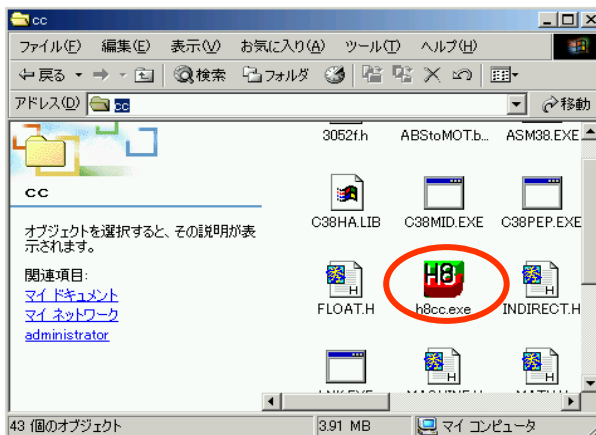 cc
ファイル(F) 編集(E) 表示(V) お気に入り(A) ツール(T) ヘルプ(H)
戻る 検索 フォルダ
アドレス(D) cc 移動
3052f.h ABStoMOT.b... ASM38.EXE
cc
オブジェクトを選択すると、その説明が表
示されます。
関連項目:
マイ ドキュメント
マイ ネットワーク
administrator
C38HA.LIB C38MID.EXE C38PEP.EXE
H8
H H
FLOAT.H h8cc.exe INDIRECT.H
H H
43 個のオブジェクト 3.91 MB マイ コンピュータ